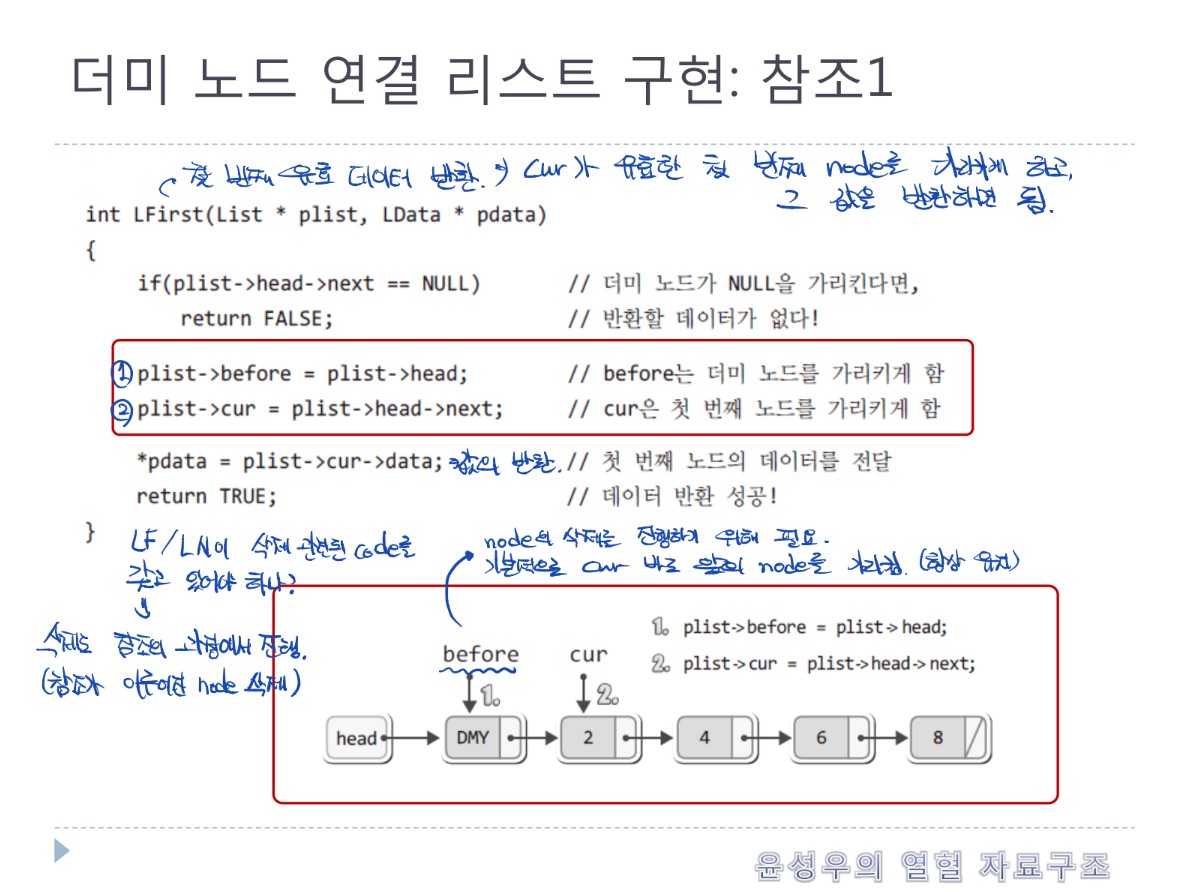 더미 노드 연결 리스트 구현: 참조1
첫 번째 유효 데이터 반환. → cur가 유효한 첫 번째 node를 가리키게 하고,
그 값을 반환하면 됨.
int LFirst(List * plist, LData * pdata)
{
if(plist->head->next == NULL) // 더미 노드가 NULL을 가리킨다면,
return FALSE; // 반환할 데이터가 없다!
① plist->before = plist->head; // before는 더미 노드를 가리키게 함
② plist->cur = plist->head->next; // cur은 첫 번째 노드를 가리키게 함
*pdata = plist->cur->data; 값의 반환. // 첫 번째 노드의 데이터를 전달
return TRUE; // 데이터 반환 성공!
}
LF/LN이 삭제 관련된 code를
갖고 있어야 하나?
삭제도 참조의 과정에서 진행.
(참조가 이루어진 node 삭제)
node의 삭제를 진행하기 위해 필요.
기본적으로 cur 바로 앞의 node를 가리킴. (항상 유지)
1. plist->before = plist->head;
2. plist->cur = plist->head->next;
before cur
1. 2.
head DMY 2 4 6 8
윤성우의 열혈 자료구조